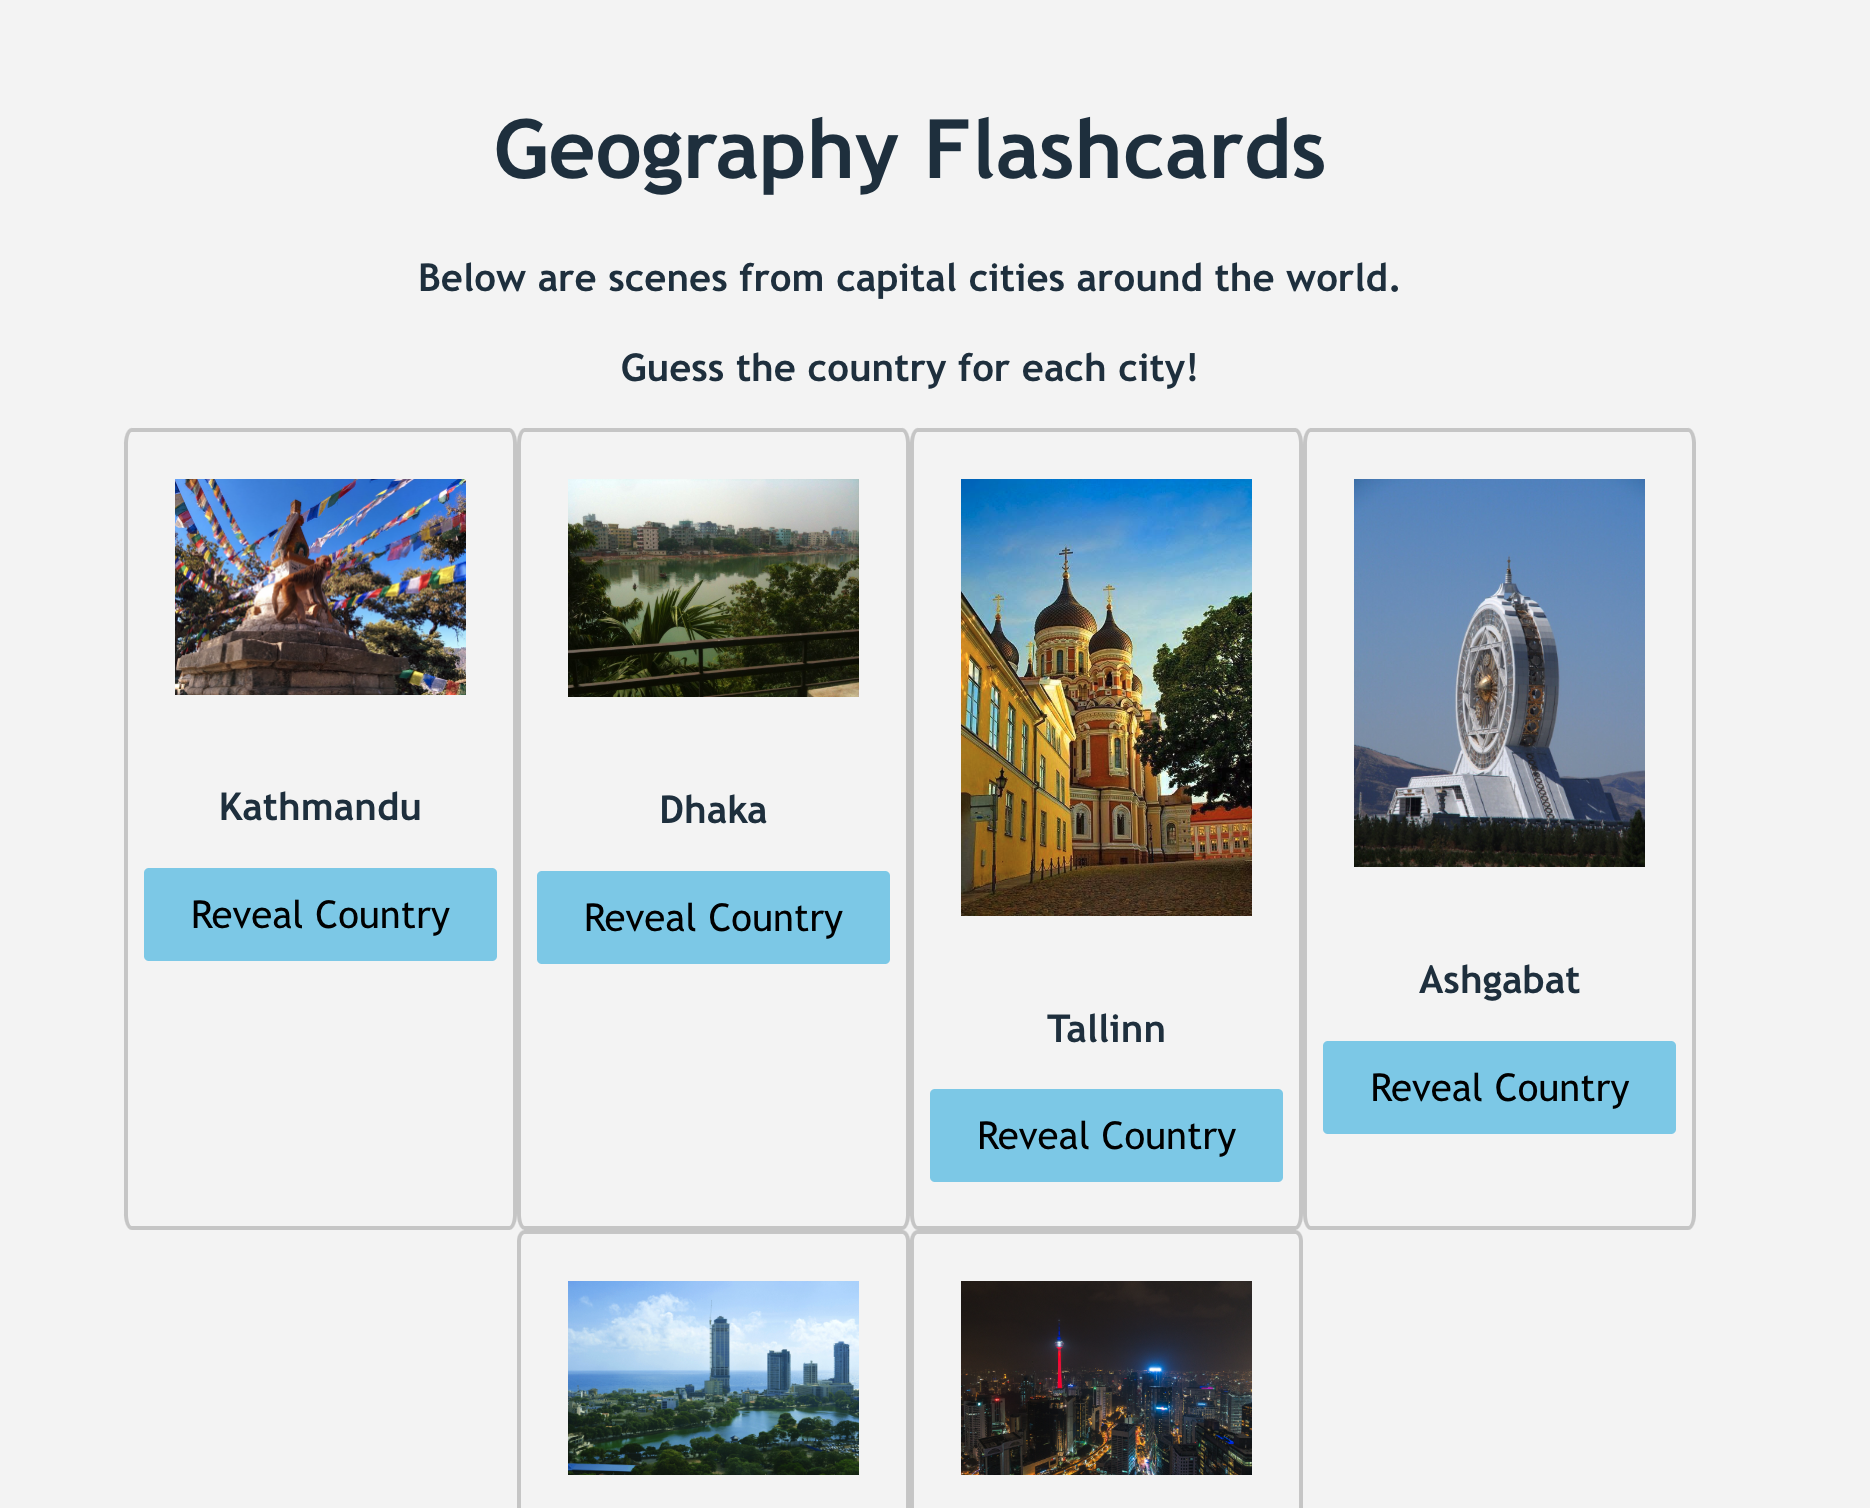 Geography Flashcards
Below are scenes from capital cities around the world.
Guess the country for each city!
Kathmandu
Reveal Country
Dhaka
Reveal Country
Tallinn
Reveal Country
Ashgabat
Reveal Country